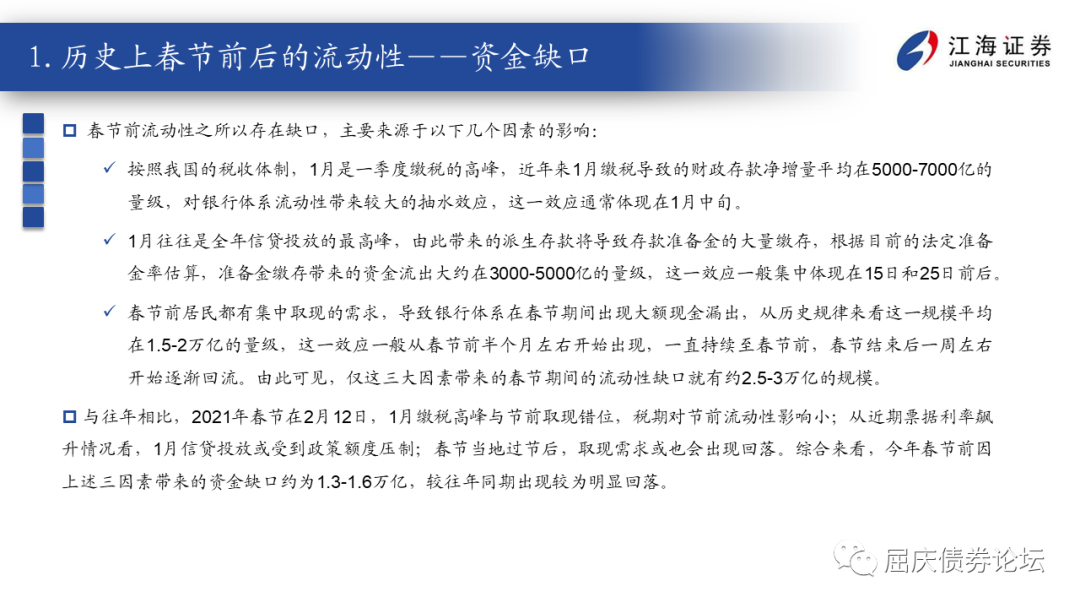 1. 历史上春节前后的流动性——资金缺口
江海证券
JIANGHAI SECURITIES
春节前流动性之所以存在缺口，主要来源于以下几个因素的影响：
按照我国的税收体制，1月是一季度缴税的高峰，近年来1月缴税导致的财政存款净增量平均在5000-7000亿的
量级，对银行体系流动性带来较大的抽水效应，这一效应通常体现在1月中旬。
1月往往是全年信贷投放的最高峰，由此带来的派生存款将导致存款准备金的大量缴存，根据目前的法定准备
金率估算，准备金缴存带来的资金流出大约在3000-5000亿的量级，这一效应一般集中体现在15日和25日前后。
春节前居民都有集中取现的需求，导致银行体系在春节期间出现大额现金漏出，从历史规律来看这一规模平均
在1.5-2万亿的量级，这一效应一般从春节前半个月左右开始出现，一直持续至春节前，春节结束后一周左右
开始逐渐回流。由此可见，仅这三大因素带来的春节期间的流动性缺口就有约2.5-3万亿的规模。
与往年相比，2021年春节在2月12日，1月缴税高峰与节前取现错位，税期对节前流动性影响小；从近期票据利率飙
升情况看，1月信贷投放或受到政策额度压制；春节当地过节后，取现需求或也会出现回落。综合来看，今年春节前因
上述三因素带来的资金缺口约为1.3-1.6万亿，较往年同期出现较为明显回落。
屈庆债券论坛